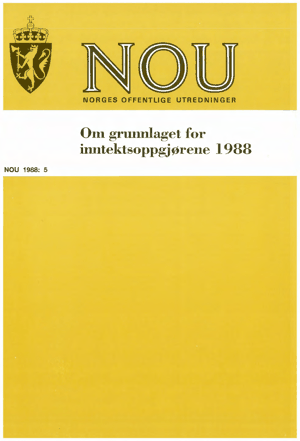 NOU
NORGES OFFENTLIGE UTREDNINGER
Om grunnlaget for
inntektsoppgjørene 1988
NOU 1988: 5